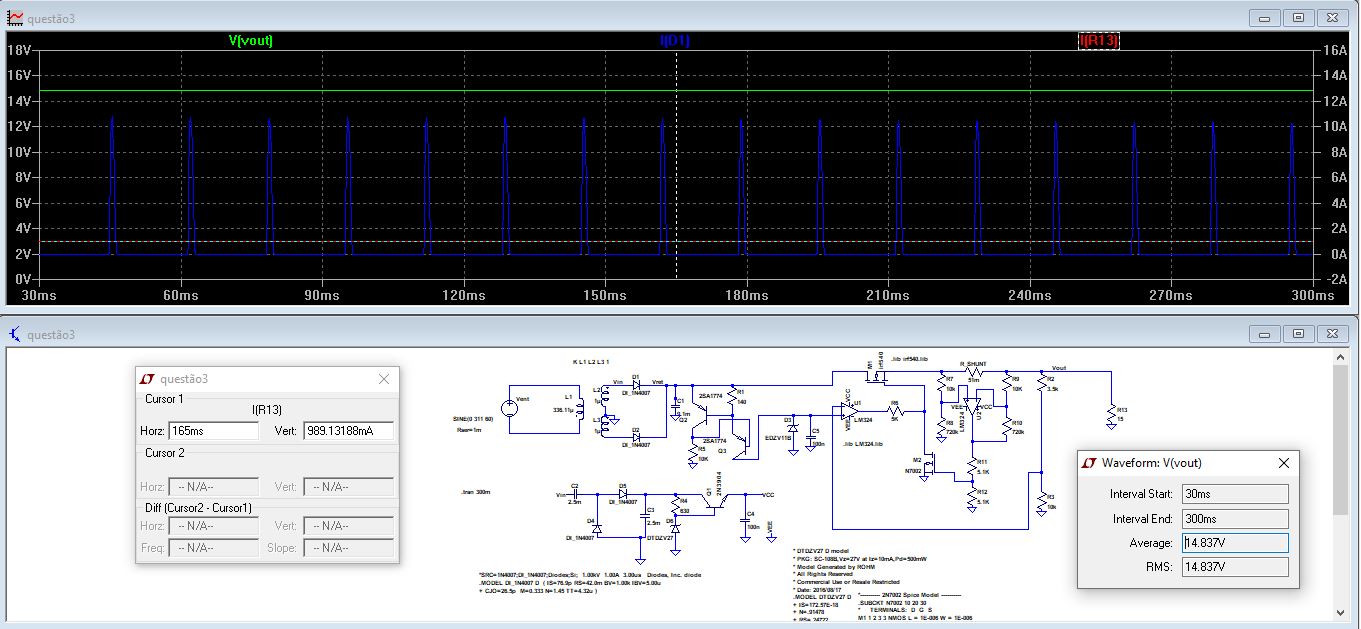 questão3
V(vout) I(D1) I(R13)
18V 16A
16V 14A
14V 12A
12V 10A
10V 8A
8V 6A
6V 4A
4V 2A
2V 0A
0V -2A
30ms 60ms 90ms 120ms 150ms 180ms 210ms 240ms 270ms 300ms
questão3
questão3
Cursor 1
I(R13)
Horz: 165ms Vert: 989.13188mA
Cursor 2
Horz: -- N/A-- Vert: -- N/A--
Diff (Cursor2 - Cursor1)
Horz: -- N/A-- Vert: -- N/A--
Freq: -- N/A-- Slope: -- N/A--
K L1 L2 L3 1
Vent
SINE(0 311 60)
Rser=1m
L1
336.11µ
L2
1µ
L3
1µ
Vin
D1
DI_1N4007
Vret
D2
DI_1N4007
C1
Q2
2SA1774
R1
140
2SA1774
Q3
R5
10K
D3
EDZV11B
C5
100n
U1
VCC
VEE
LM324
.lib LM324.lib
R6
5K
M1
irf540
.lib irf540.lib
R_SHUNT
51m
R7
10k
R8
720k
VEE
VCC
LM324
U2
R9
10K
R10
720k
R2
3.5k
Vout
R13
15
M2
N7002
R11
5.1K
R12
5.1K
R3
10k
.tran 300m
Vin
C2
2.5m
D5
DI_1N4007
D4
DI_1N4007
C3
2.5m
R4
630
D6
DTDZV27
Q1
2N3904
VCC
C4
100n
VEE
*SRC=1N4007;DI_1N4007;Diodes;Si; 1.00kV 1.00A 3.00us Diodes, Inc. diode
.MODEL DI_1N4007 D ( IS=76.9p RS=42.0m BV=1.00k IBV=5.00u
+ CJO=26.5p M=0.333 N=1.45 TT=4.32u )
* DTDZV27 D model
* PKG: SC-108B,Vz=27V at Iz=10mA,Pd=500mW
* Model Generated by ROHM
* All Rights Reserved
* Commercial Use or Resale Restricted
* Date: 2016/08/17
.MODEL DTDZV27 D
+ IS=172.57E-18
+ N=.91478
+ RS=.24722
*---------- 2N7002 Spice Model ----------
.SUBCKT N7002 10 20 30
* TERMINALS: D G S
M1 1 2 3 3 NMOS L = 1E-006 W = 1E-006
Waveform: V(vout)
Interval Start: 30ms
Interval End: 300ms
Average: 14.837V
RMS: 14.837V